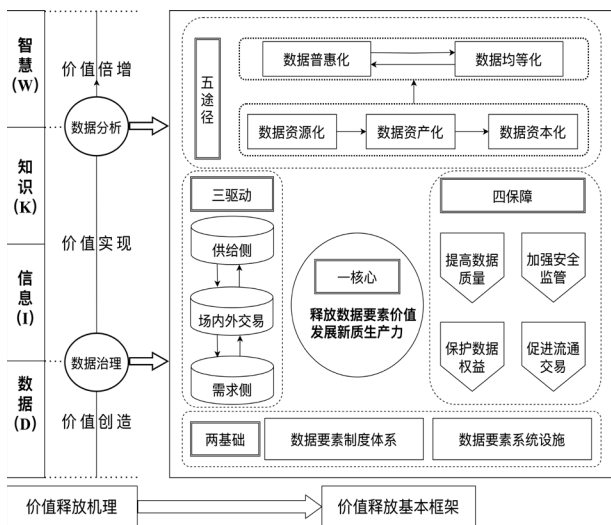 智
慧
(W)
知
识
(K)
信
息
(I)
数
据
(D)
价值倍增
数据分析
价值实现
数据治理
价值创造
五
途
径
数据普惠化
数据均等化
数据资源化
数据资产化
数据资本化
三驱动
供给侧
场内外交易
需求侧
一核心
释放数据要素价值
发展新质生产力
四保障
提高数据
质量
加强安全
监管
保护数据
权益
促进流通
交易
两基础
数据要素制度体系
数据要素系统设施
价值释放机理
价值释放基本框架